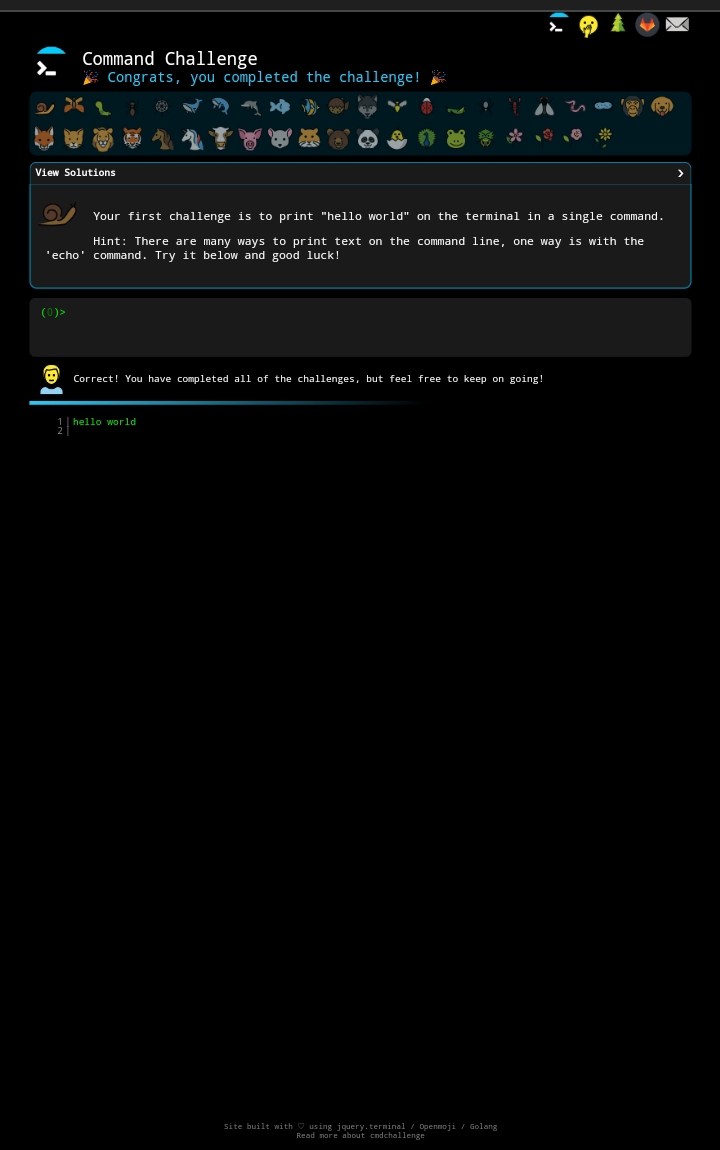 Command Challenge
🎉 Congrats, you completed the challenge! 🎉
View Solutions
Your first challenge is to print "hello world" on the terminal in a single command.
Hint: There are many ways to print text on the command line, one way is with the
'echo' command. Try it below and good luck!
(0)>
Correct! You have completed all of the challenges, but feel free to keep on going!
1 hello world
2
Site built with ♡ using jquery.terminal / Openmoji / Golang
Read more about cmdchallenge